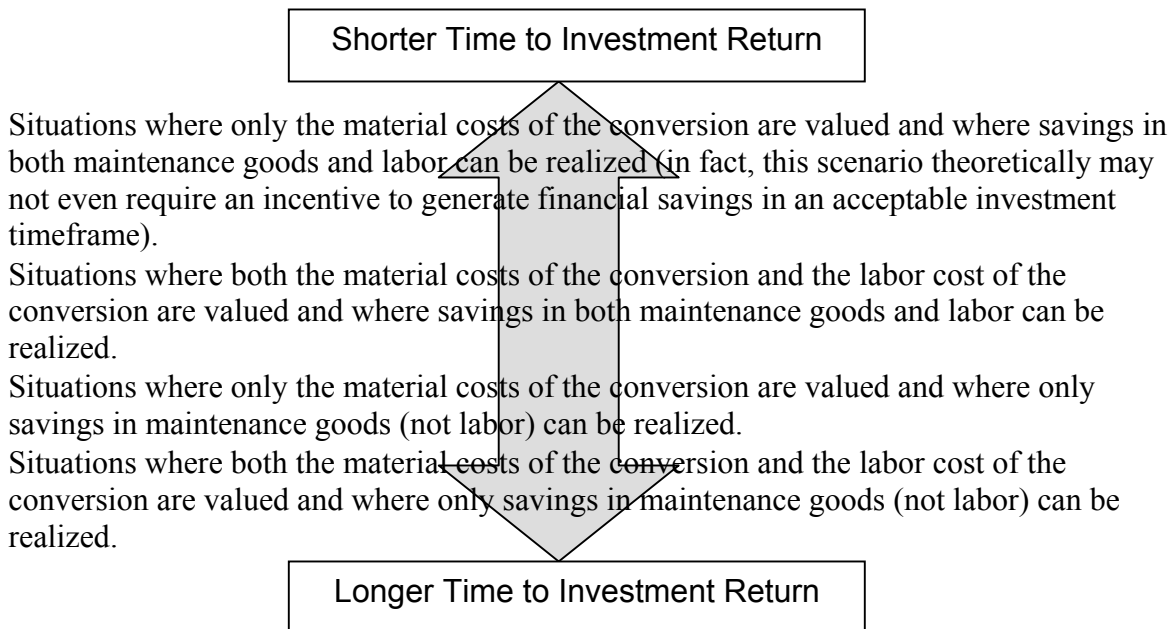 Shorter Time to Investment Return
Situations where only the material costs of the conversion are valued and where savings in
both maintenance goods and labor can be realized (in fact, this scenario theoretically may
not even require an incentive to generate financial savings in an acceptable investment
timeframe).
Situations where both the material costs of the conversion and the labor cost of the
conversion are valued and where savings in both maintenance goods and labor can be
realized.
Situations where only the material costs of the conversion are valued and where only
savings in maintenance goods (not labor) can be realized.
Situations where both the material costs of the conversion and the labor cost of the
conversion are valued and where only savings in maintenance goods (not labor) can be
realized.
Longer Time to Investment Return